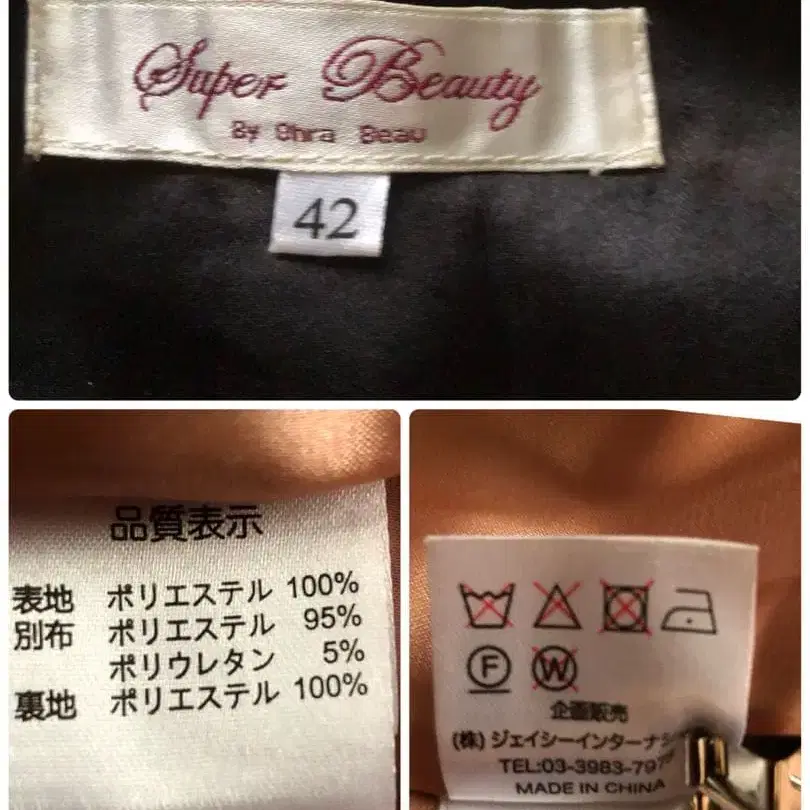 Super Beauty
By Ohra Beau
42
品質表示
表地 ポリエステル 100%
別布 ポリエステル 95%
ポリウレタン 5%
裏地 ポリエステル 100%
F W
企画販売
(株)ジェイシーインターナシ
TEL:03-3983-797
MADE IN CHINA